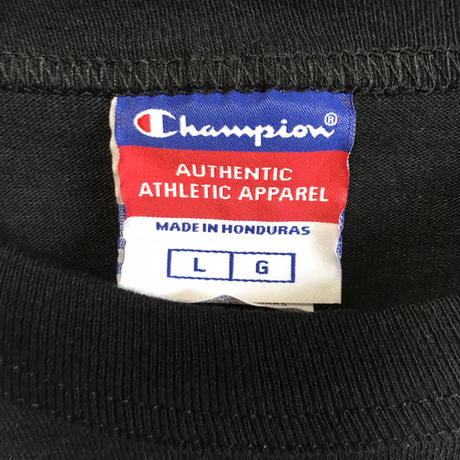 Champion®
AUTHENTIC
ATHLETIC APPAREL
MADE IN HONDURAS
L G